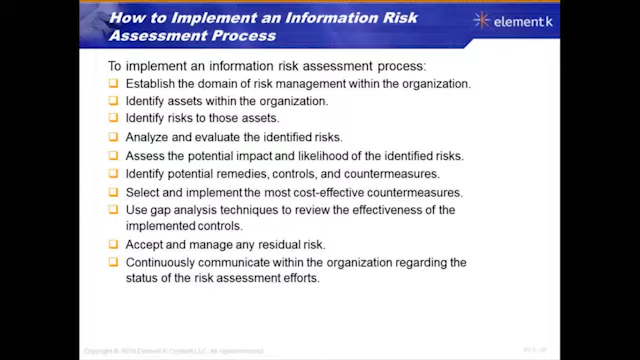 How to Implement an Information Risk
Assessment Process
element k
To implement an information risk assessment process:
Establish the domain of risk management within the organization.
Identify assets within the organization.
Identify risks to those assets.
Analyze and evaluate the identified risks.
Assess the potential impact and likelihood of the identified risks.
Identify potential remedies, controls, and countermeasures.
Select and implement the most cost-effective countermeasures.
Use gap analysis techniques to review the effectiveness of the
implemented controls.
Accept and manage any residual risk.
Continuously communicate within the organization regarding the
status of the risk assessment efforts.
Copyright © Element K LLC. All rights